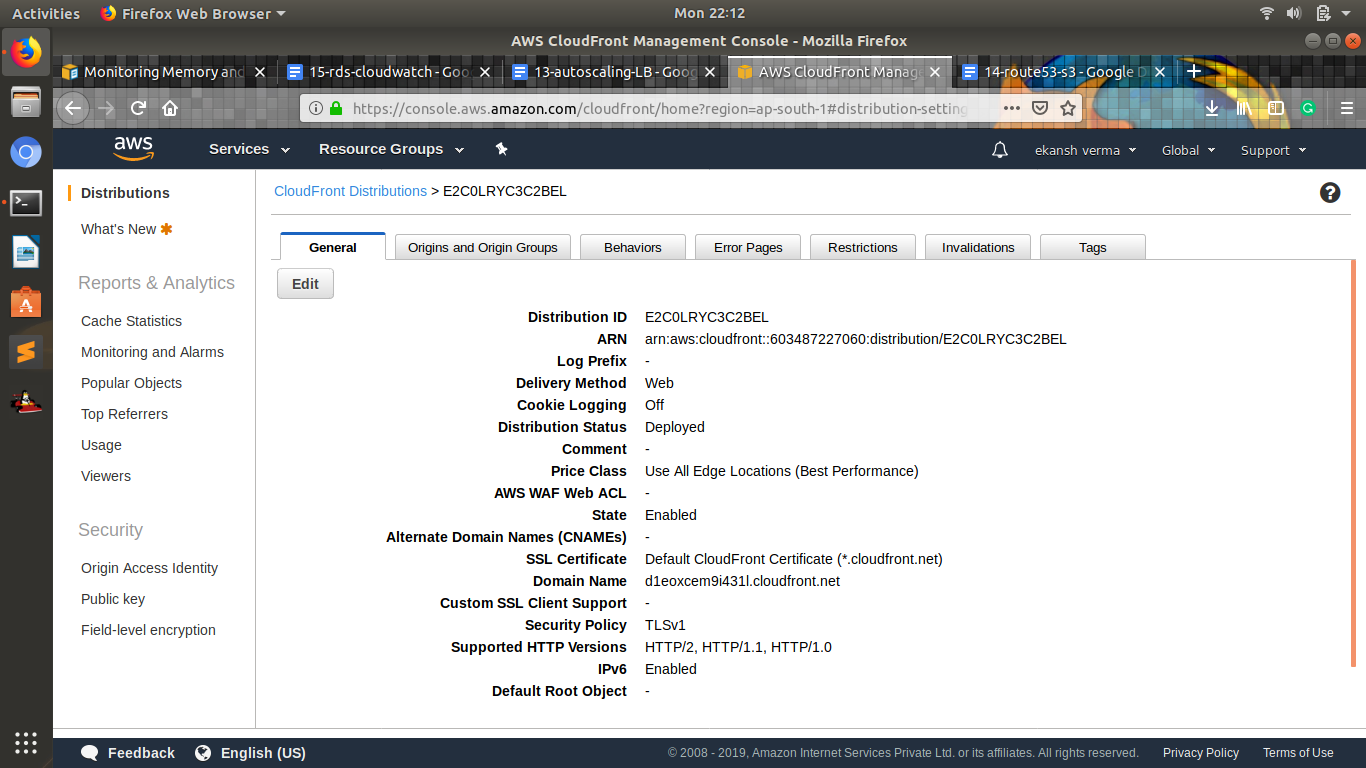 Activities Firefox Web Browser Mon 22:12
AWS CloudFront Management Console - Mozilla Firefox
Monitoring Memory and 15-rds-cloudwatch - Goo 13-autoscaling-LB - Goog AWS CloudFront Manage 14-route53-s3 - Google D
https://console.aws.amazon.com/cloudfront/home?region=ap-south-1#distribution-setting
aws Services Resource Groups ekansh verma Global Support
Distributions
What's New
Reports & Analytics
Cache Statistics
Monitoring and Alarms
Popular Objects
Top Referrers
Usage
Viewers
Security
Origin Access Identity
Public key
Field-level encryption
CloudFront Distributions > E2C0LRYC3C2BEL
General Origins and Origin Groups Behaviors Error Pages Restrictions Invalidations Tags
Edit
Distribution ID E2C0LRYC3C2BEL
ARN arn:aws:cloudfront::603487227060:distribution/E2C0LRYC3C2BEL
Log Prefix -
Delivery Method Web
Cookie Logging Off
Distribution Status Deployed
Comment -
Price Class Use All Edge Locations (Best Performance)
AWS WAF Web ACL -
State Enabled
Alternate Domain Names (CNAMEs) -
SSL Certificate Default CloudFront Certificate (*.cloudfront.net)
Domain Name d1eoxcem9i431l.cloudfront.net
Custom SSL Client Support -
Security Policy TLSv1
Supported HTTP Versions HTTP/2, HTTP/1.1, HTTP/1.0
IPv6 Enabled
Default Root Object -
Feedback English (US) © 2008 - 2019, Amazon Internet Services Private Ltd. or its affiliates. All rights reserved. Privacy Policy Terms of Use